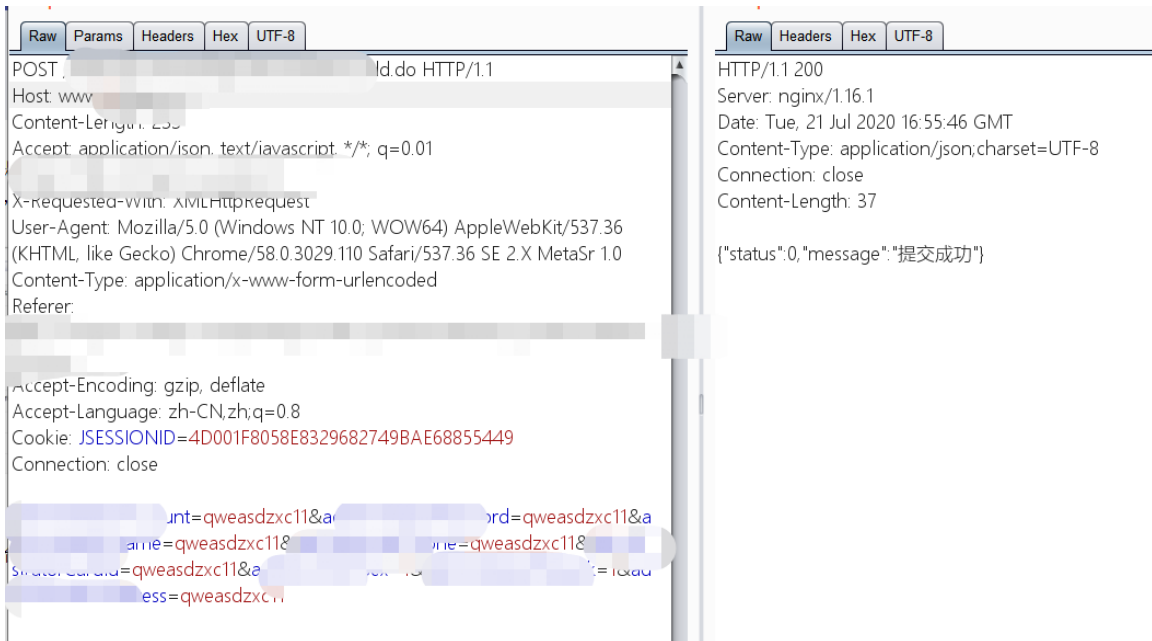 Raw Params Headers Hex UTF-8
POST / ld.do HTTP/1.1
Host: www
Content-Length: 235
Accept: application/json, text/javascript, */*; q=0.01
X-Requested-With: XMLHttpRequest
User-Agent: Mozilla/5.0 (Windows NT 10.0; WOW64) AppleWebKit/537.36
(KHTML, like Gecko) Chrome/58.0.3029.110 Safari/537.36 SE 2.X MetaSr 1.0
Content-Type: application/x-www-form-urlencoded
Referer:
Accept-Encoding: gzip, deflate
Accept-Language: zh-CN,zh;q=0.8
Cookie: JSESSIONID=4D001F8058E8329682749BAE68855449
Connection: close
unt=qweasdzxc11&a ord=qweasdzxc11&a
ame=qweasdzxc11& one=qweasdzxc11&
stratorCardId=qweasdzxc11&a ex=1& k=1&ad
ess=qweasdzxc11
Raw Headers Hex UTF-8
HTTP/1.1 200
Server: nginx/1.16.1
Date: Tue, 21 Jul 2020 16:55:46 GMT
Content-Type: application/json;charset=UTF-8
Connection: close
Content-Length: 37
{"status":0,"message":"提交成功"}